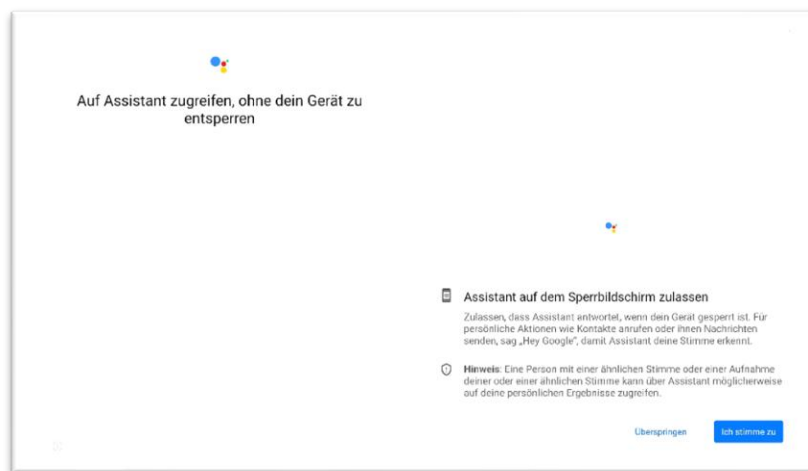 Auf Assistant zugreifen, ohne dein Gerät zu
entsperren
Assistant auf dem Sperrbildschirm zulassen
Zulassen, dass Assistant antwortet, wenn dein Gerät gesperrt ist. Für
persönliche Aktionen wie Kontakte anrufen oder ihnen Nachrichten
senden, sag „Hey Google", damit Assistant deine Stimme erkennt.
Hinweis: Eine Person mit einer ähnlichen Stimme oder einer Aufnahme
deiner oder einer ähnlichen Stimme kann über Assistant möglicherweise
auf deine persönlichen Ergebnisse zugreifen.
Überspringen
Ich stimme zu